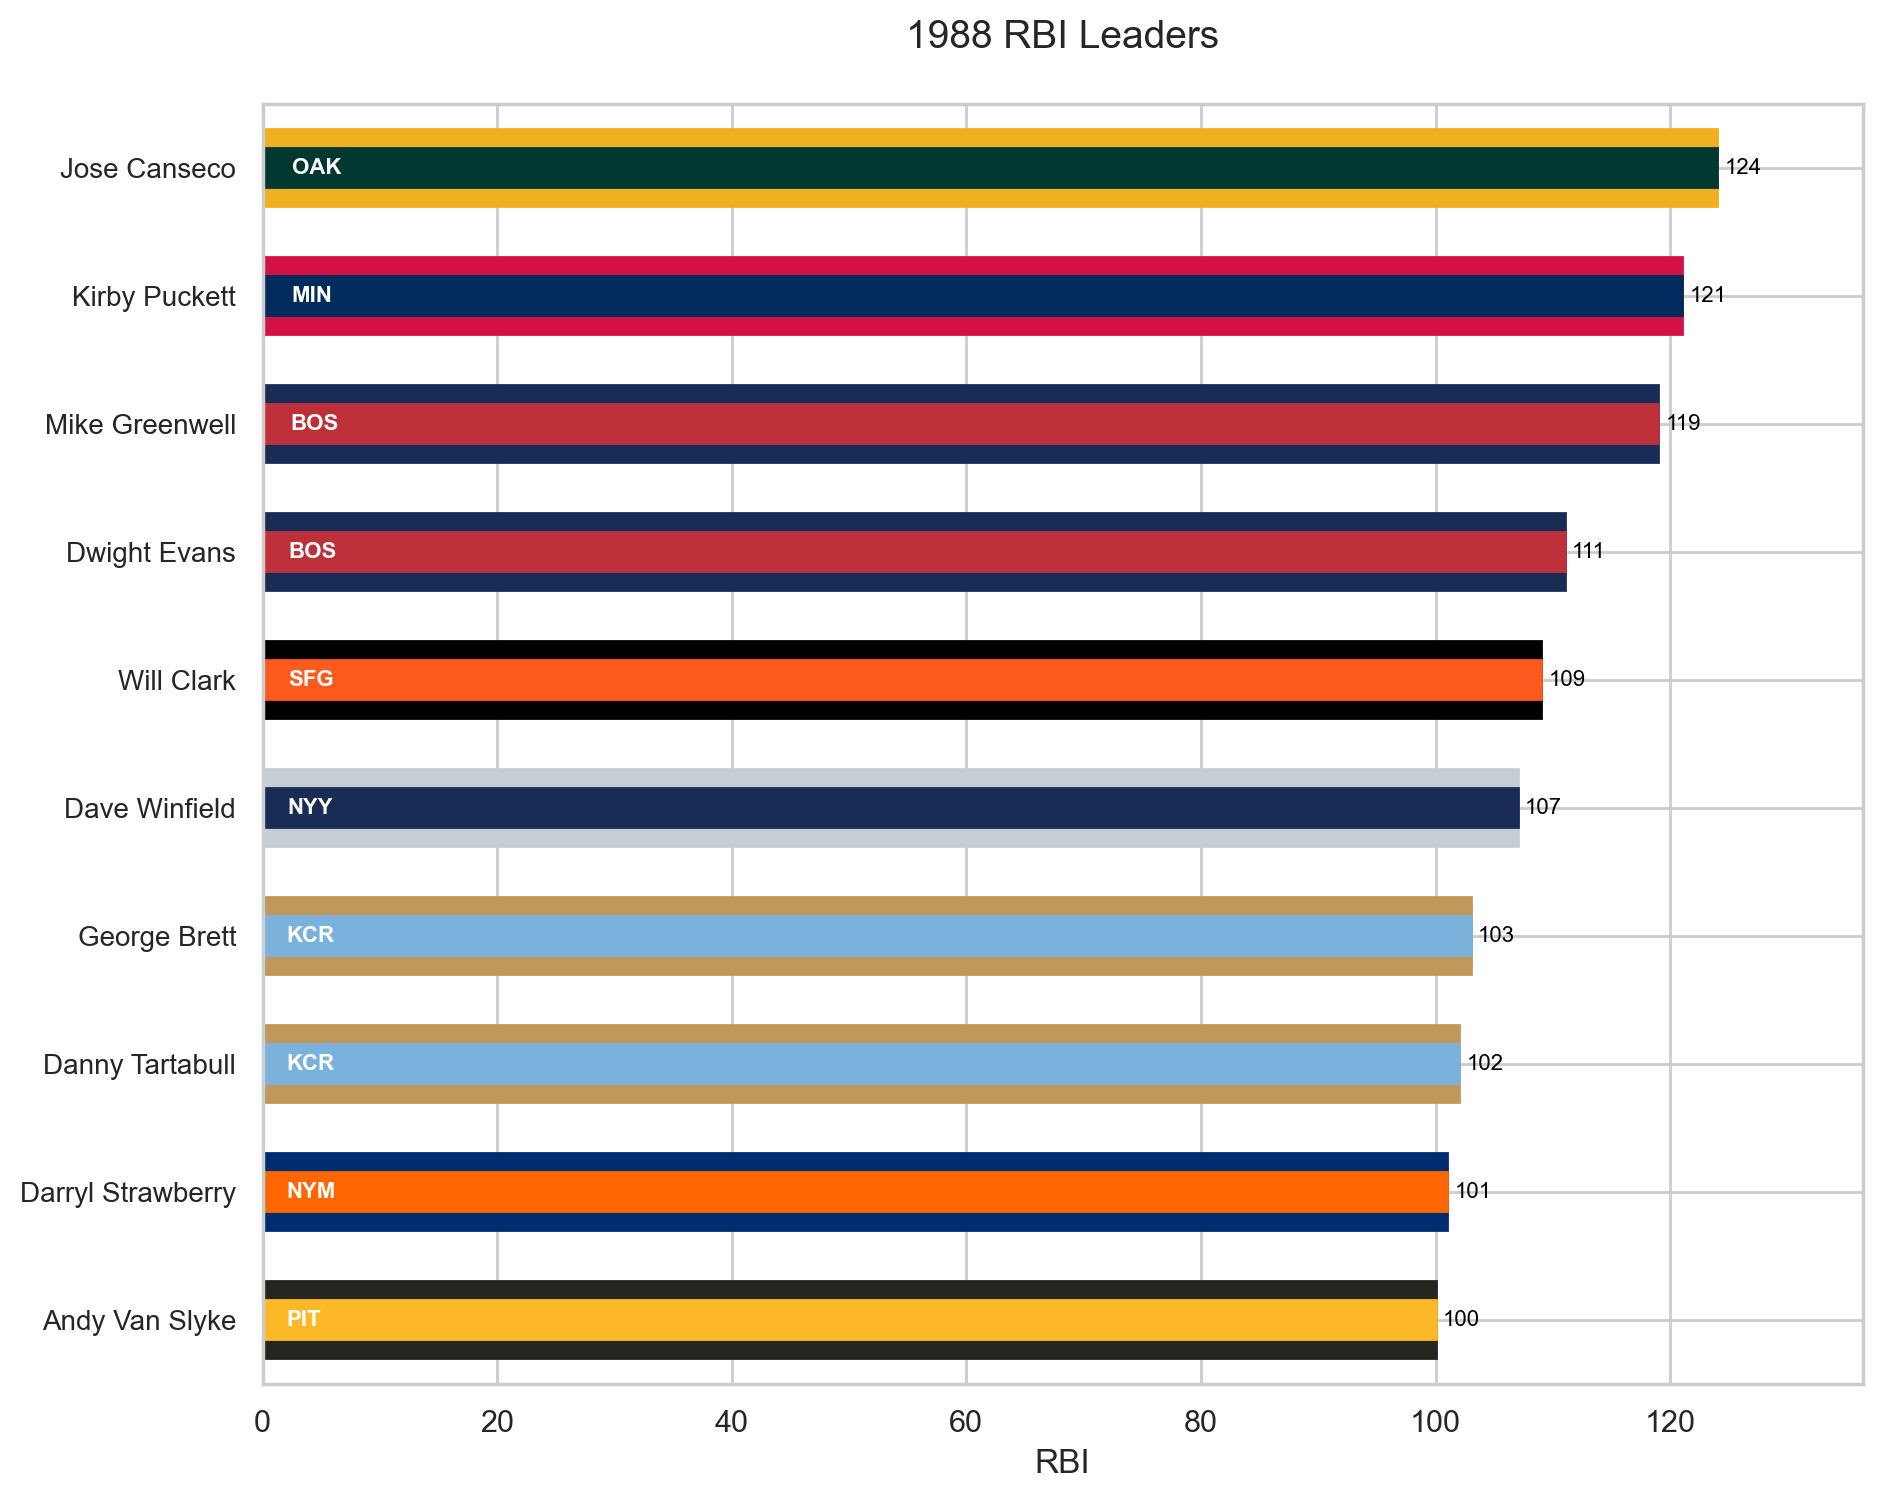 1988 RBI Leaders
Jose Canseco OAK 124
Kirby Puckett MIN 121
Mike Greenwell BOS 119
Dwight Evans BOS 111
Will Clark SFG 109
Dave Winfield NYY 107
George Brett KCR 103
Danny Tartabull KCR 102
Darryl Strawberry NYM 101
Andy Van Slyke PIT 100
0 20 40 60 80 100 120
RBI